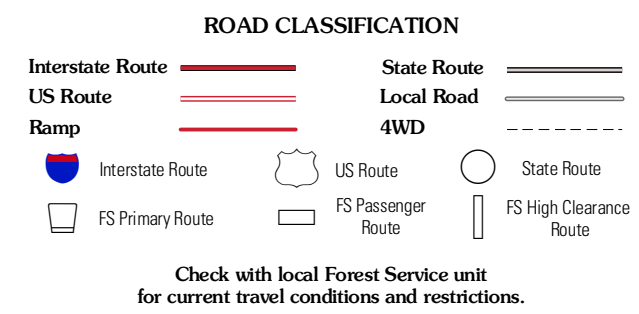 ROAD CLASSIFICATION
Interstate Route
State Route
US Route
Local Road
Ramp
4WD
Interstate Route
US Route
State Route
FS Primary Route
FS Passenger
Route
FS High Clearance
Route
Check with local Forest Service unit
for current travel conditions and restrictions.